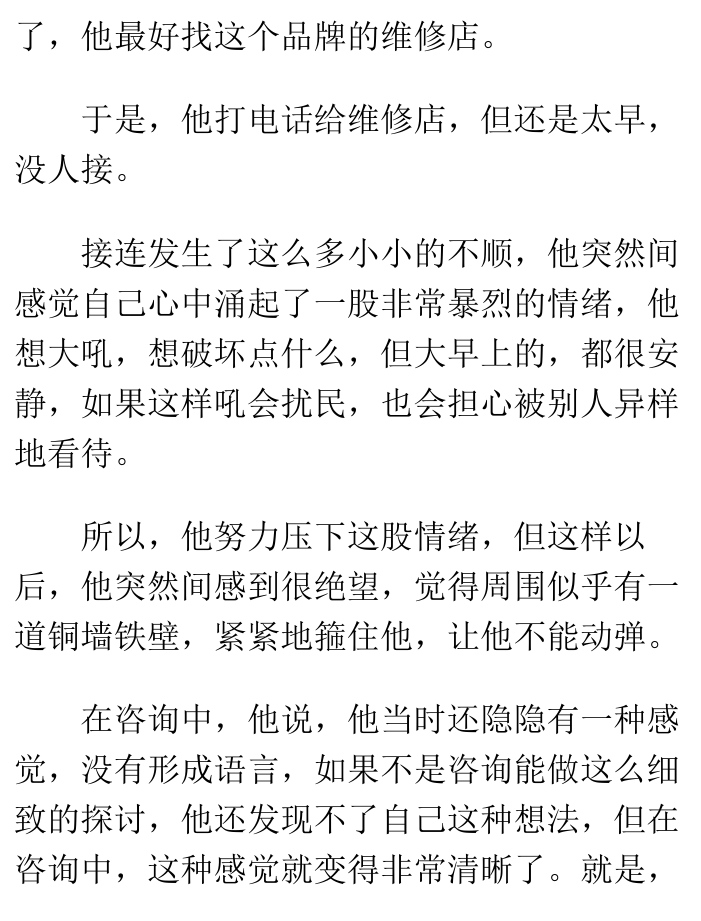 了，他最好找这个品牌的维修店。
于是，他打电话给维修店，但还是太早，
没人接。
接连发生了这么多小小的不顺，他突然间
感觉自己心中涌起了一股非常暴烈的情绪，他
想大吼，想破坏点什么，但大早上的，都很安
静，如果这样吼会扰民，也会担心被别人异样
地看待。
所以，他努力压下这股情绪，但这样以
后，他突然间感到很绝望，觉得周围似乎有一
道铜墙铁壁，紧紧地箍住他，让他不能动弹。
在咨询中，他说，他当时还隐隐有一种感
觉，没有形成语言，如果不是咨询能做这么细
致的探讨，他还发现不了自己这种想法，但在
咨询中，这种感觉就变得非常清晰了。就是，